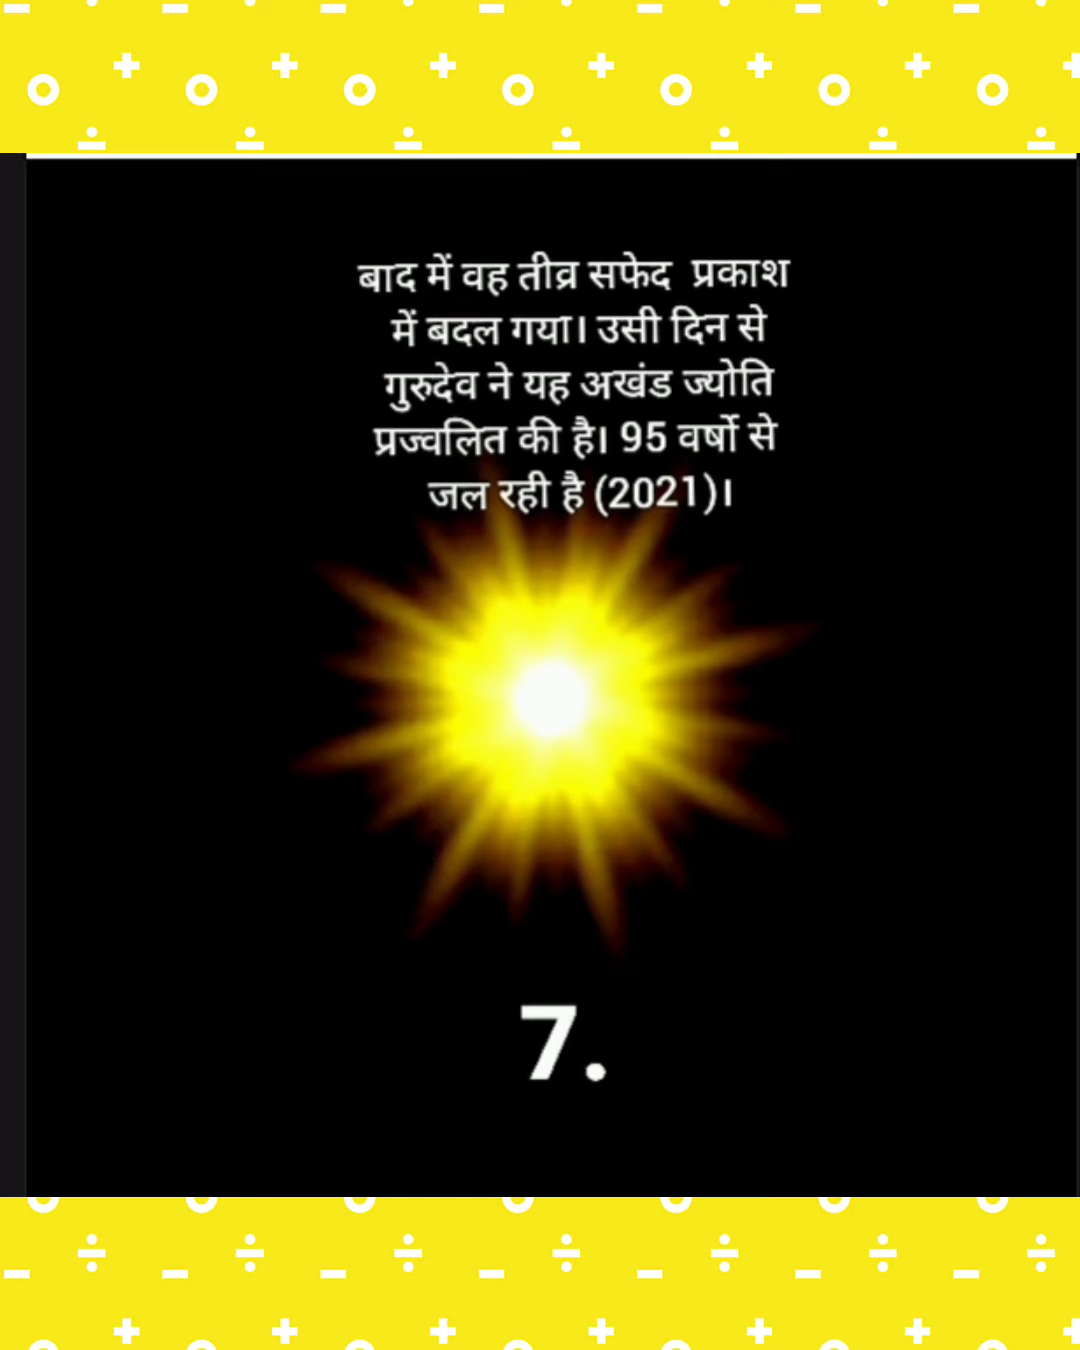 बाद में वह तीव्र सफेद प्रकाश
में बदल गया। उसी दिन से
गुरुदेव ने यह अखंड ज्योति
प्रज्वलित की है। 95 वर्षो से
जल रही है (2021)।
7.